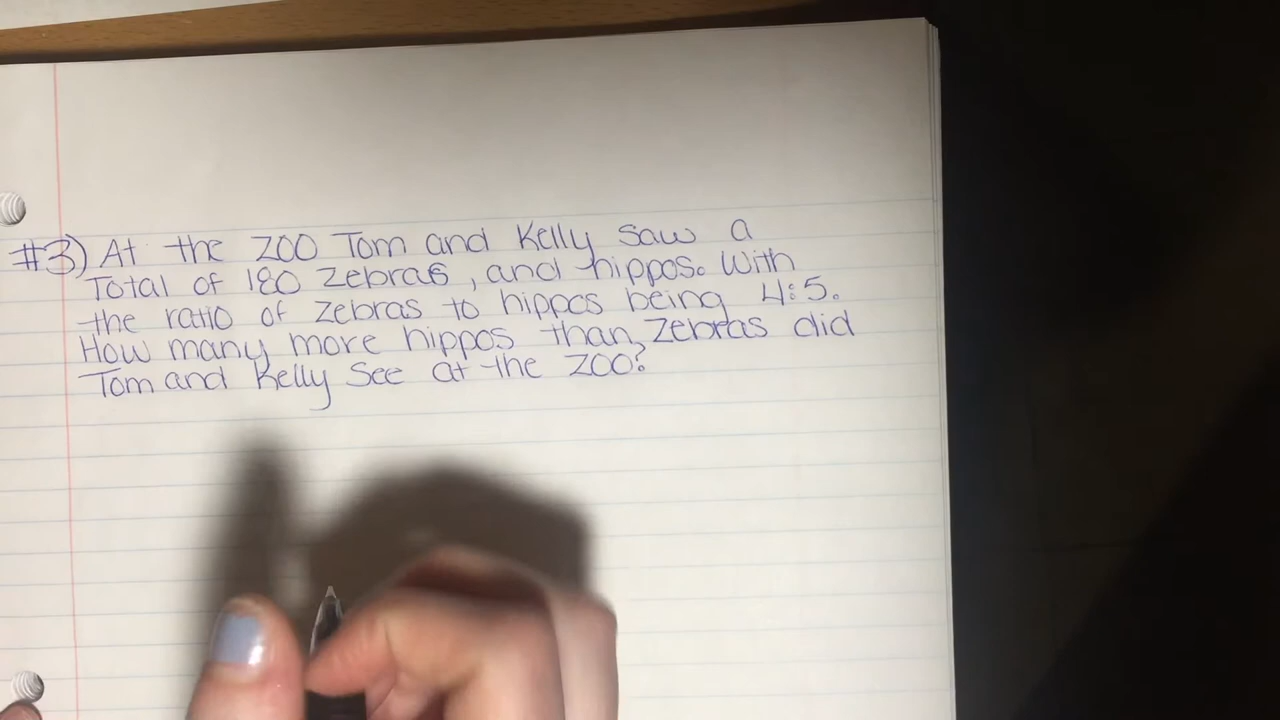 #3) At the ZOO Tom and Kelly saw a
Total of 180 Zebras, and hippos. With
the ratio of zebras to hippos being 4:5.
How many more hippos than, zebras did
Tom and Kelly See at the ZOO?